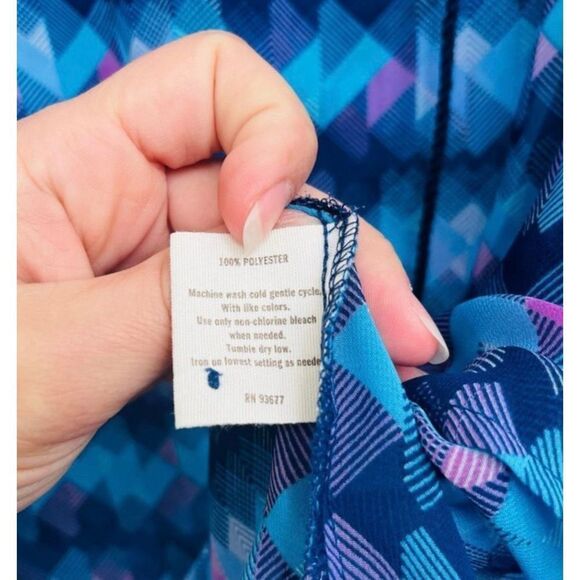 100% POLYESTER
Machine wash cold gentle cycle.
With like colors.
Use only non-chlorine bleach
when needed.
Tumble dry low.
Iron on lowest setting as neede
RN 93677